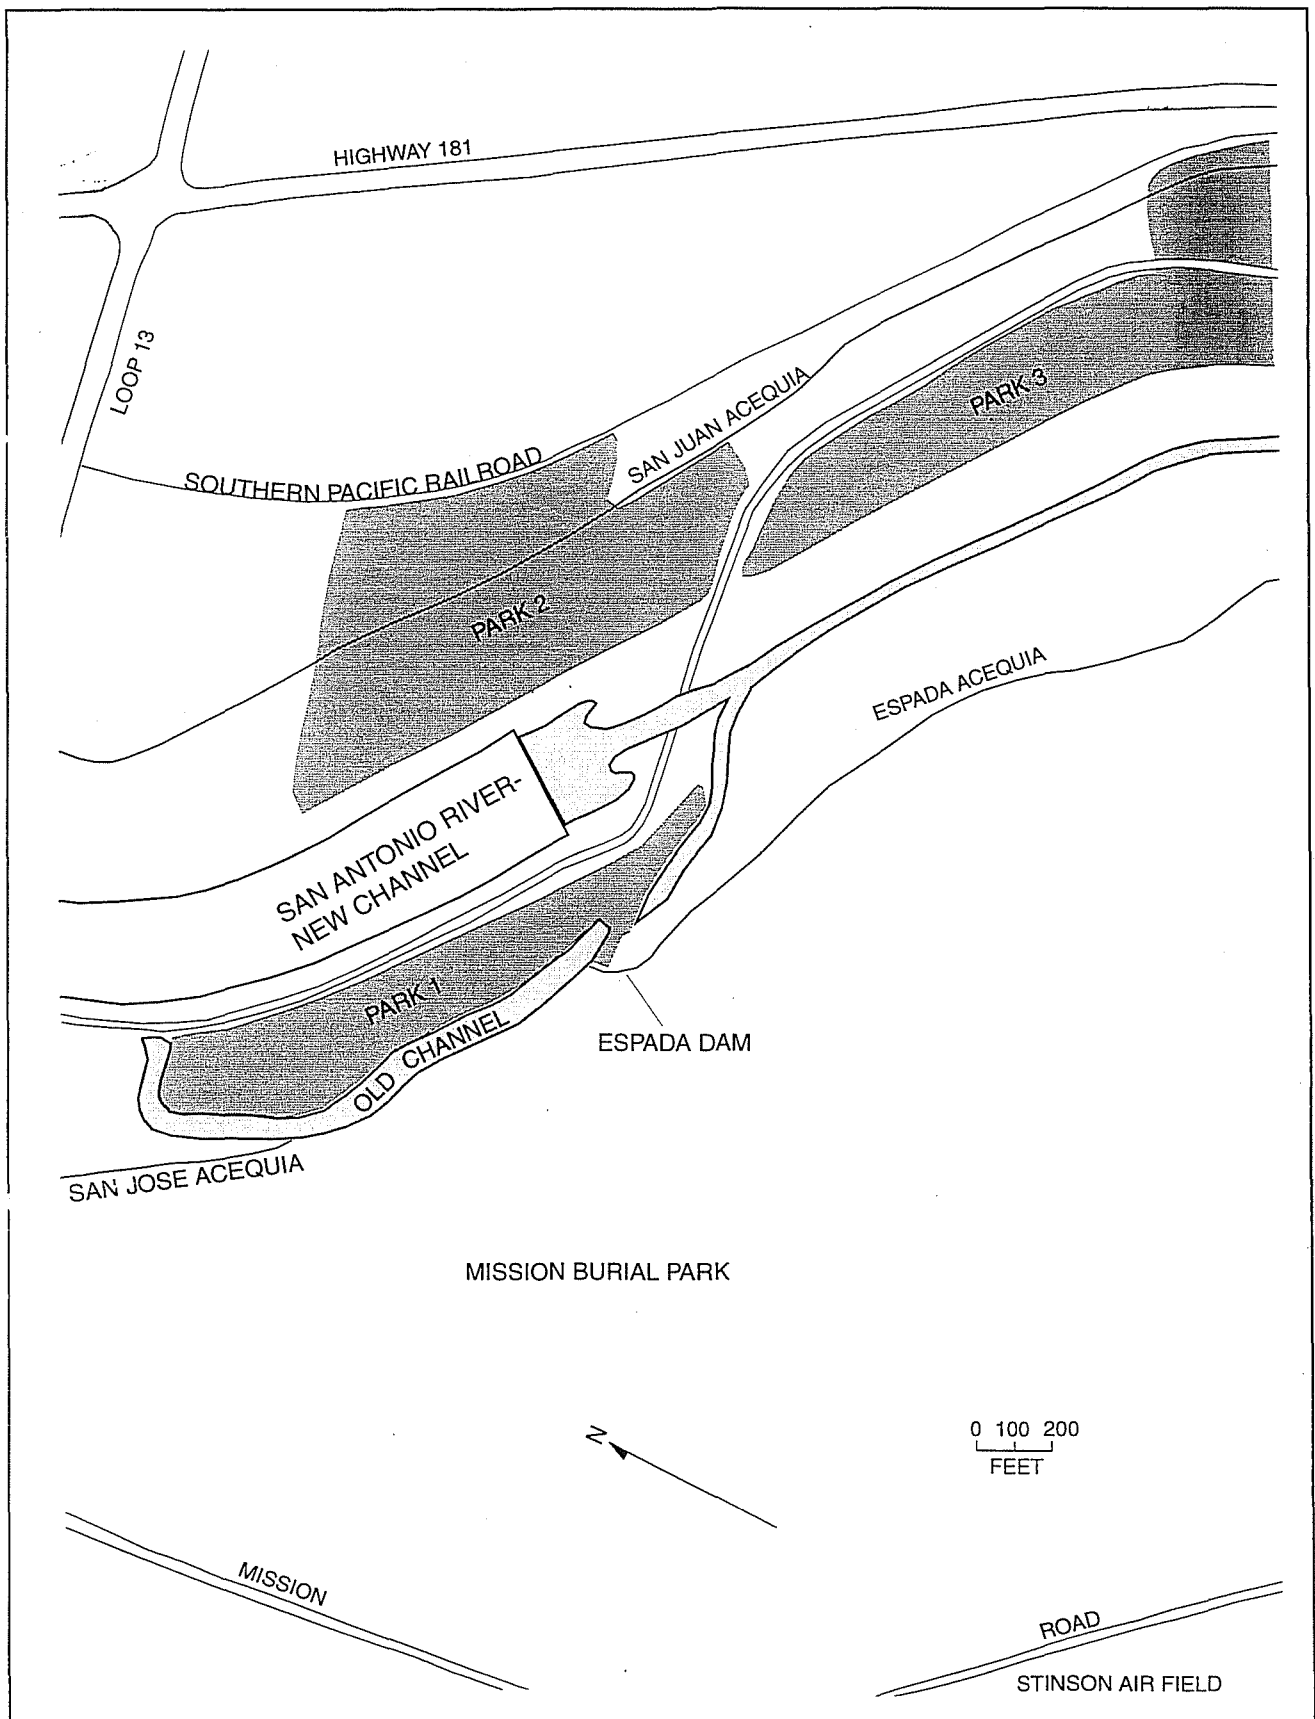 HIGHWAY 181
LOOP 13
SOUTHERN PACIFIC RAILROAD
SAN JUAN ACEQUIA
PARK 3
PARK 2
ESPADA ACEQUIA
SAN ANTONIO RIVER-
NEW CHANNEL
PARK 1
OLD CHANNEL
ESPADA DAM
SAN JOSE ACEQUIA
MISSION BURIAL PARK
N
0 100 200
FEET
MISSION
ROAD
STINSON AIR FIELD